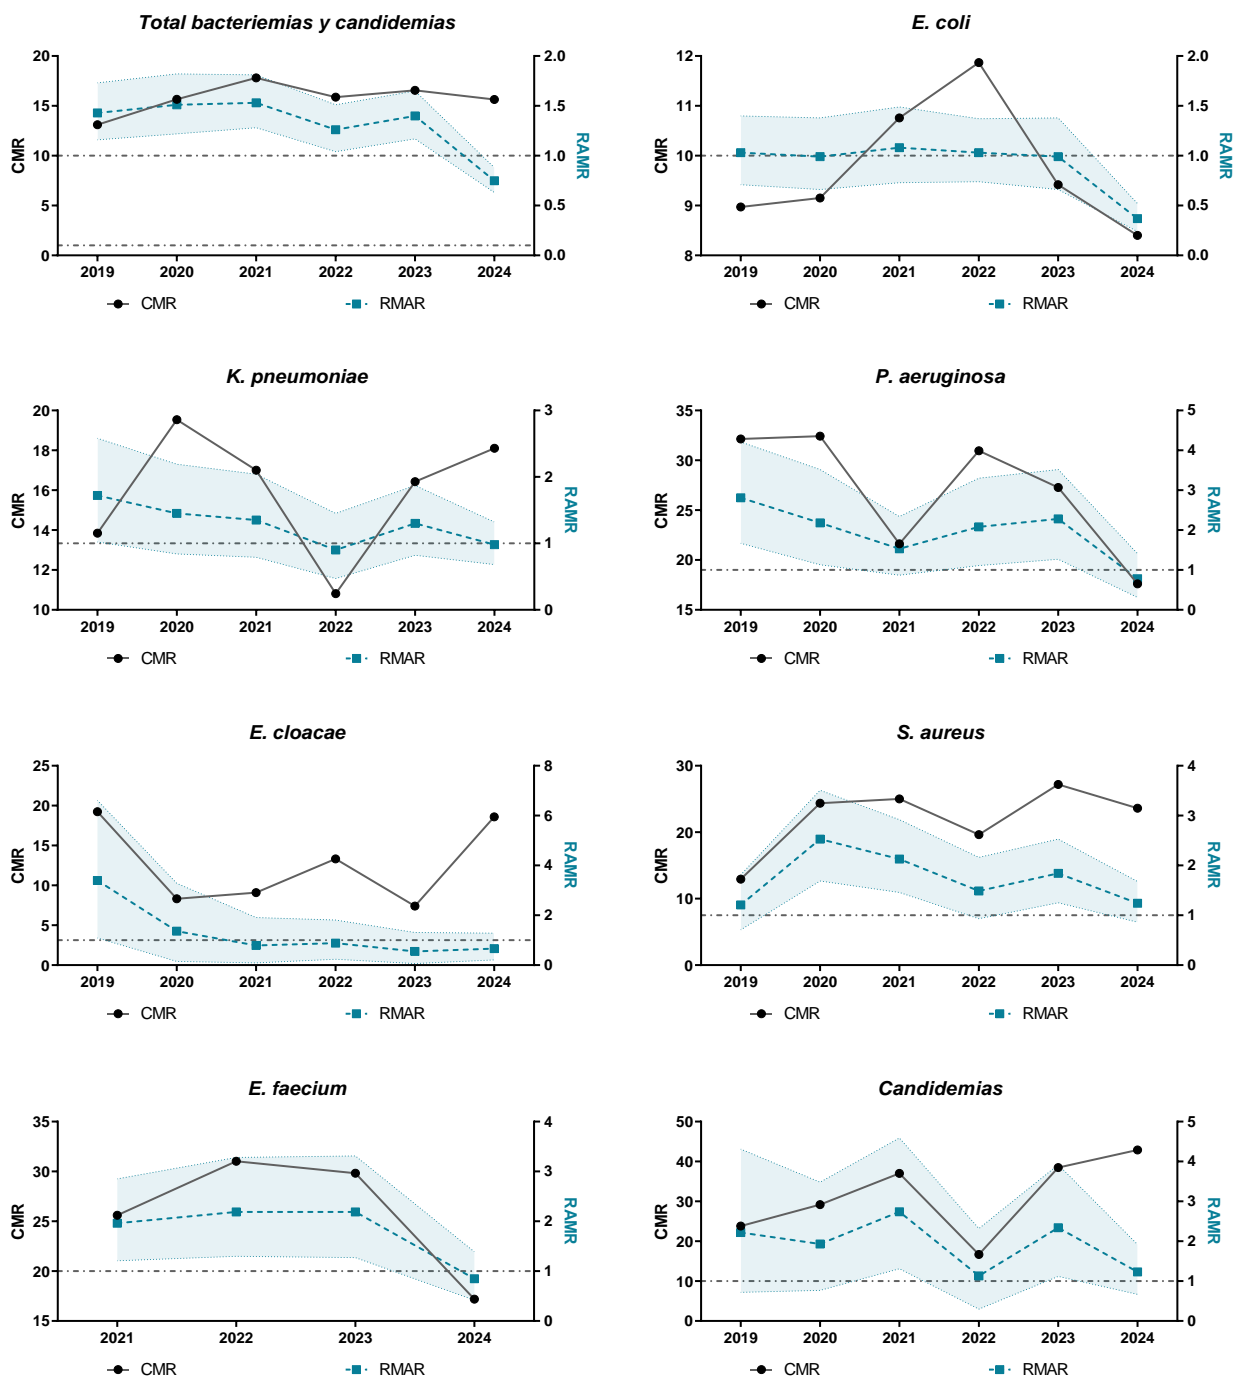 Total bacteriemias y candidemias
20
15
10
5
0
CMR
2.0
1.5
1.0
0.5
0.0
RAMR
2019 2020 2021 2022 2023 2024
CMR RMAR
E. coli
12
11
10
9
8
CMR
2.0
1.5
1.0
0.5
0.0
RAMR
2019 2020 2021 2022 2023 2024
CMR RMAR
K. pneumoniae
20
18
16
14
12
10
CMR
3
2
1
0
RAMR
2019 2020 2021 2022 2023 2024
CMR RMAR
P. aeruginosa
35
30
25
20
15
CMR
5
4
3
2
1
0
RAMR
2019 2020 2021 2022 2023 2024
CMR RMAR
E. cloacae
25
20
15
10
5
0
CMR
8
6
4
2
0
RAMR
2019 2020 2021 2022 2023 2024
CMR RMAR
S. aureus
30
20
10
0
CMR
4
3
2
1
0
RAMR
2019 2020 2021 2022 2023 2024
CMR RMAR
E. faecium
35
30
25
20
15
CMR
4
3
2
1
0
RAMR
2021 2022 2023 2024
CMR RMAR
Candidemias
50
40
30
20
10
0
CMR
5
4
3
2
1
0
RAMR
2019 2020 2021 2022 2023 2024
CMR RMAR